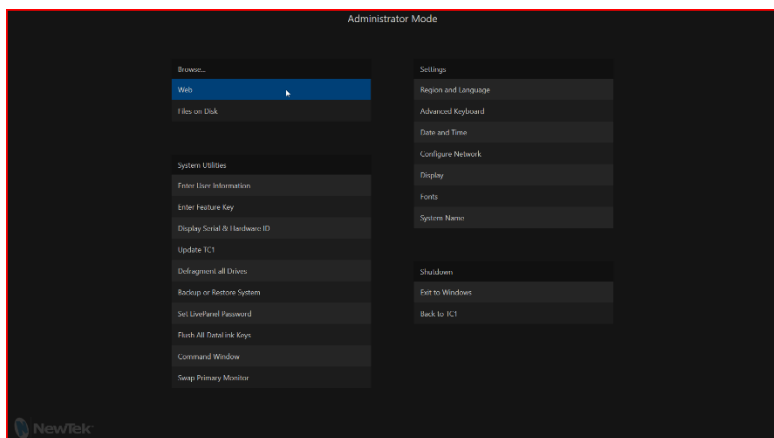 Administrator Mode
Browse...
Web
Files on Disk
System Utilities
Enter User Information
Enter Feature Key
Display Serial & Hardware ID
Update TC1
Defragment all Drives
Backup or Restore System
Set LivePanel Password
Flush All DataLink Keys
Command Window
Swap Primary Monitor
Settings
Region and Language
Advanced Keyboard
Date and Time
Configure Network
Display
Fonts
System Name
Shutdown
Exit to Windows
Back to TC1
NewTek